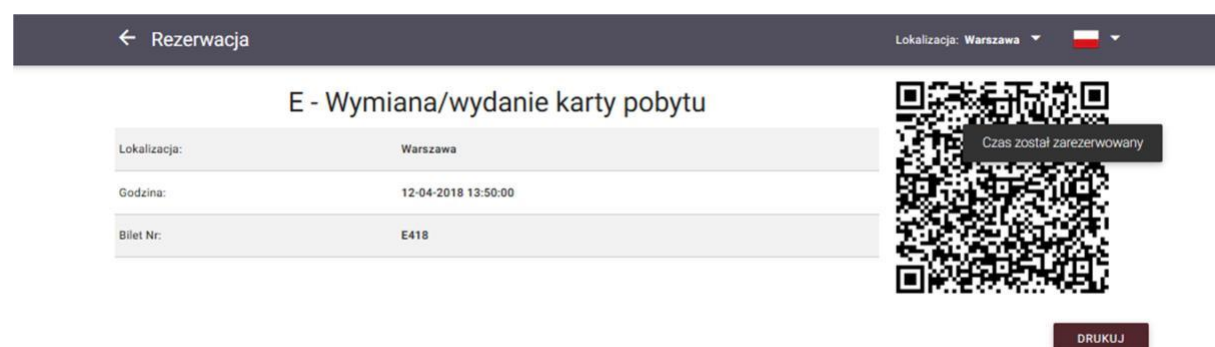 Rezerwacja
Lokalizacja: Warszawa
E - Wymiana/wydanie karty pobytu
Czas został zarezerwowany
Lokalizacja: Warszawa
Godzina: 12-04-2018 13:50:00
Bilet Nr: E418
DRUKUJ